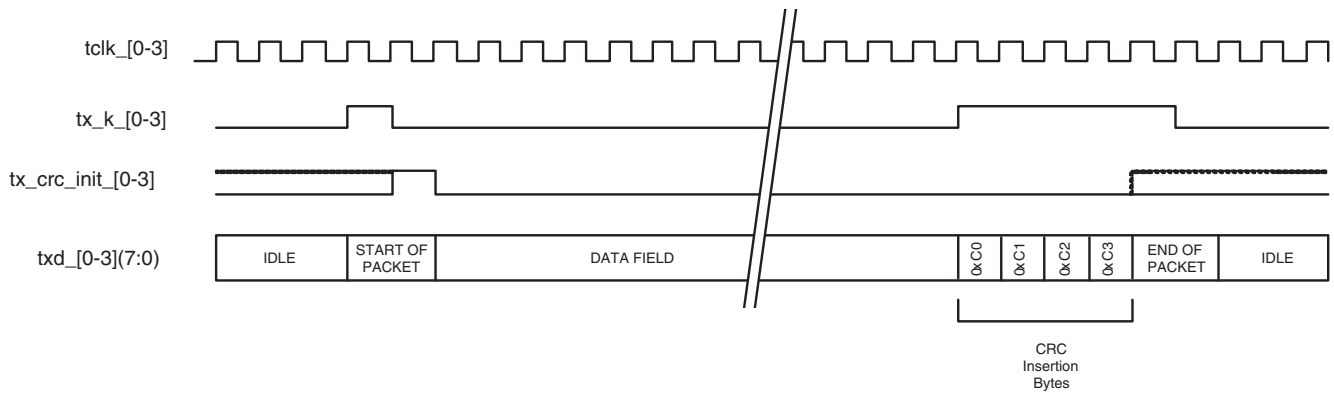 tclk_[0-3]
tx_k_[0-3]
tx_crc_init_[0-3]
txd_[0-3](7:0)
IDLE
START OF
PACKET
DATA FIELD
0xC0
0xC1
0xC2
0xC3
END OF
PACKET
IDLE
CRC
Insertion
Bytes